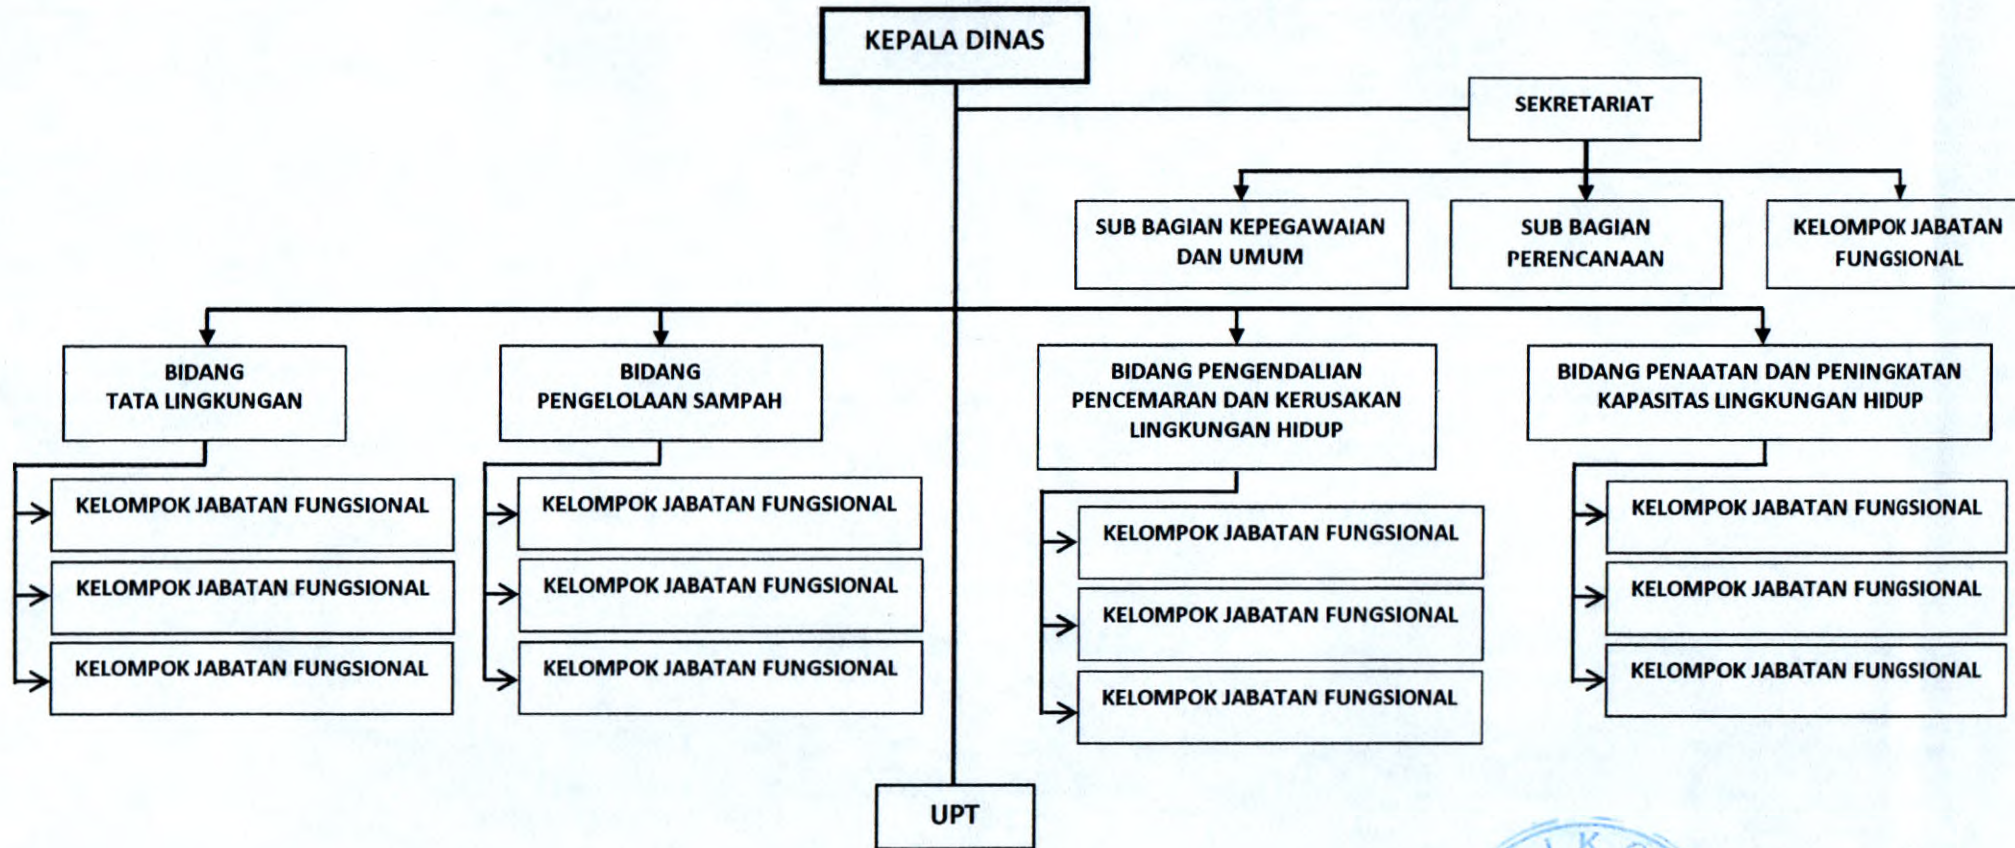 KEPALA DINAS
SEKRETARIAT
SUB BAGIAN KEPEGAWAIAN
DAN UMUM
SUB BAGIAN
PERENCANAAN
KELOMPOK JABATAN
FUNGSIONAL
BIDANG
TATA LINGKUNGAN
KELOMPOK JABATAN FUNGSIONAL
KELOMPOK JABATAN FUNGSIONAL
KELOMPOK JABATAN FUNGSIONAL
BIDANG
PENGELOLAAN SAMPAH
KELOMPOK JABATAN FUNGSIONAL
KELOMPOK JABATAN FUNGSIONAL
KELOMPOK JABATAN FUNGSIONAL
BIDANG PENGENDALIAN
PENCEMARAN DAN KERUSAKAN
LINGKUNGAN HIDUP
KELOMPOK JABATAN FUNGSIONAL
KELOMPOK JABATAN FUNGSIONAL
KELOMPOK JABATAN FUNGSIONAL
BIDANG PENAATAN DAN PENINGKATAN
KAPASITAS LINGKUNGAN HIDUP
KELOMPOK JABATAN FUNGSIONAL
KELOMPOK JABATAN FUNGSIONAL
KELOMPOK JABATAN FUNGSIONAL
UPT